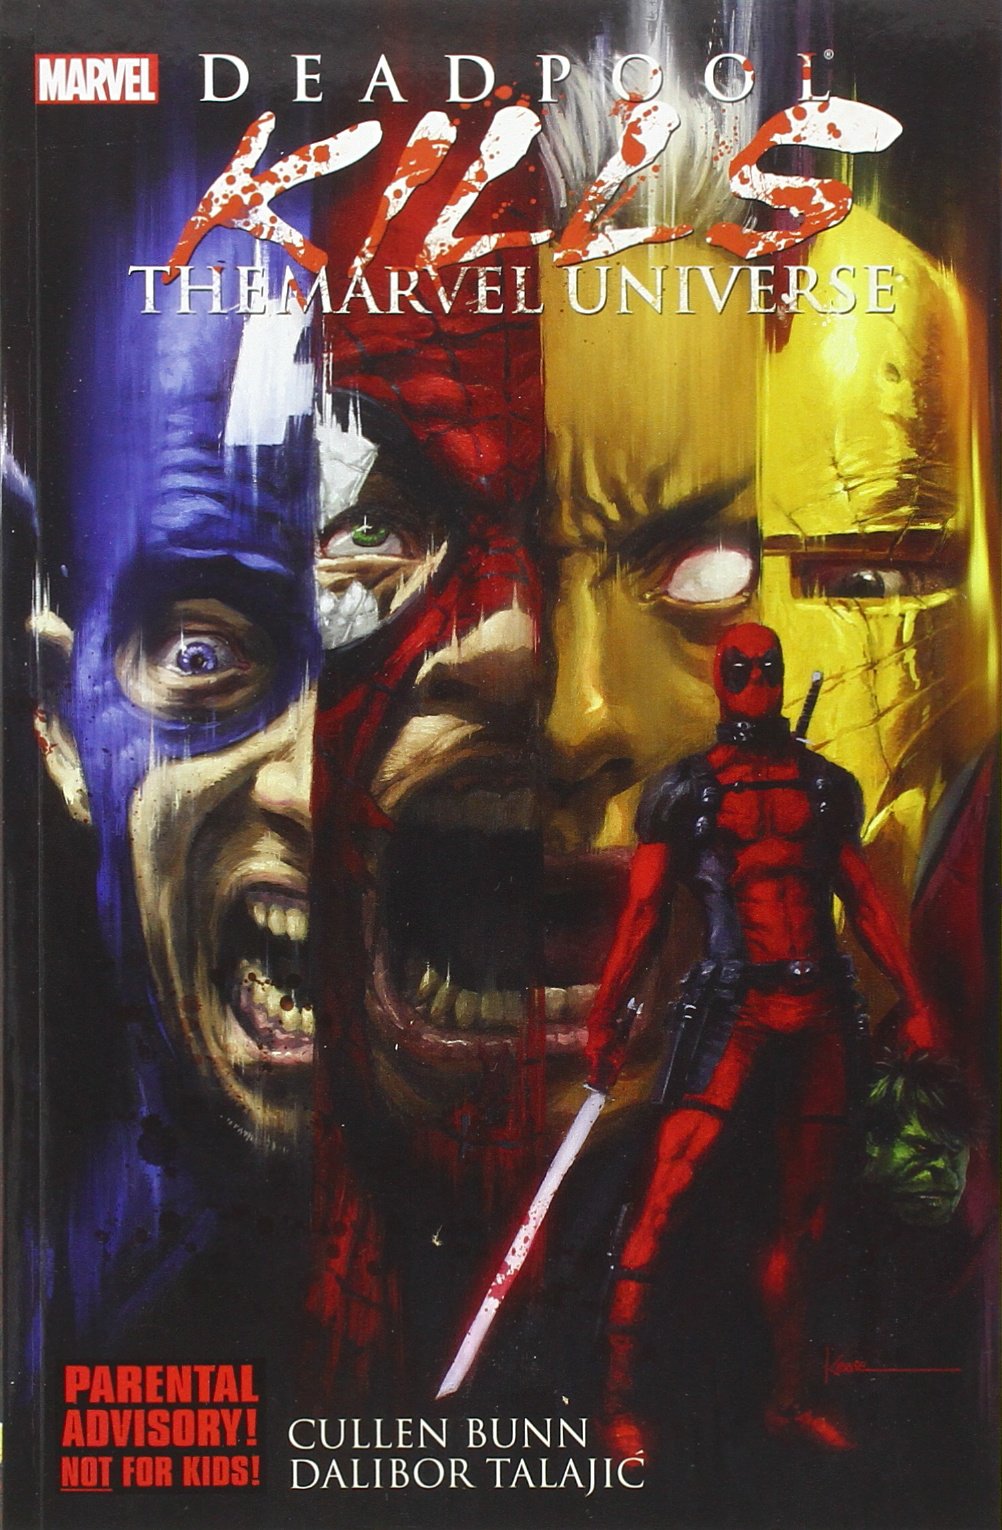 MARVEL
DEADPOOL®
KILLS
THE MARVEL UNIVERSE
PARENTAL
ADVISORY!
NOT FOR KIDS!
CULLEN BUNN
DALIBOR TALAJIĆ